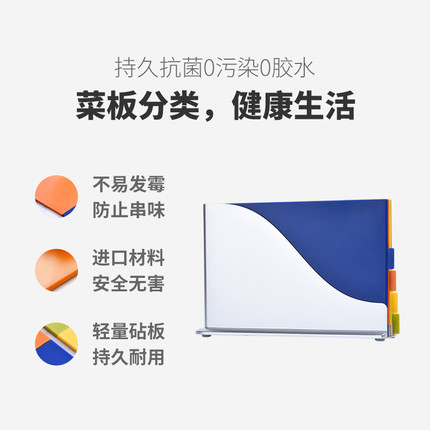 持久抗菌0污染0胶水
菜板分类，健康生活
不易发霉
防止串味
进口材料
安全无害
轻量砧板
持久耐用